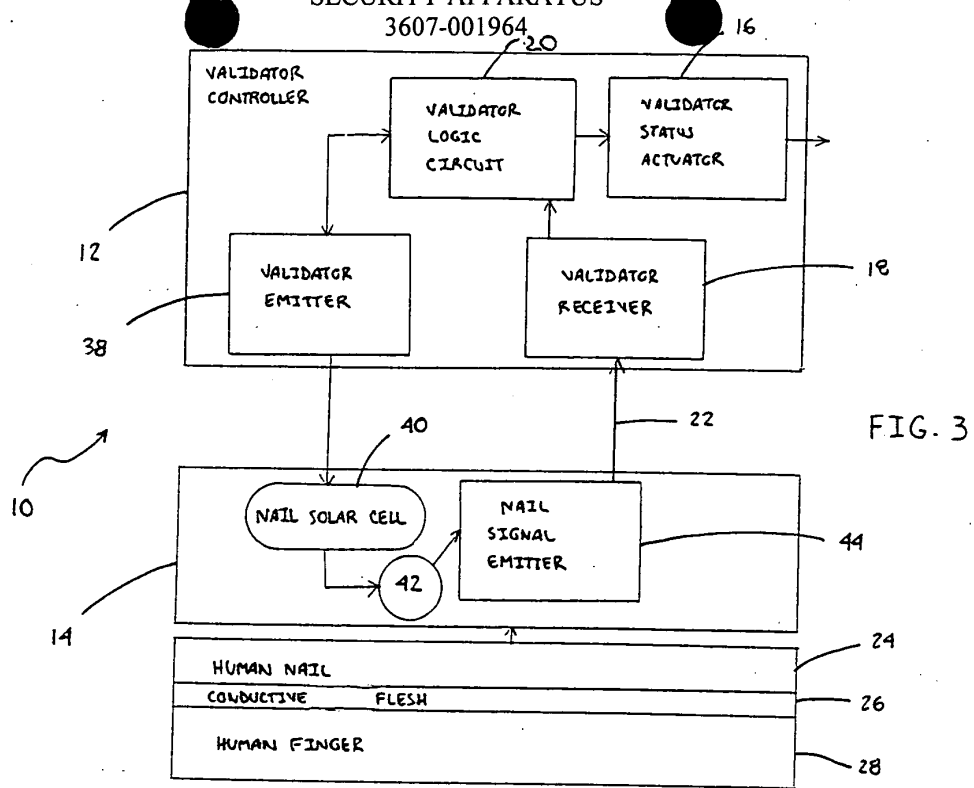 SECURITY APPARATUS
3607-001964
20
16
VALIDATOR
CONTROLLER
VALIDATOR
LOGIC
CIRCUIT
VALIDATOR
STATUS
ACTUATOR
12
VALIDATOR
EMITTER
VALIDATOR
RECEIVER
18
38
40
22
FIG. 3
10
NAIL SOLAR CELL
NAIL
SIGNAL
EMITTER
42
44
14
HUMAN NAIL
24
CONDUCTIVE FLESH
26
HUMAN FINGER
28